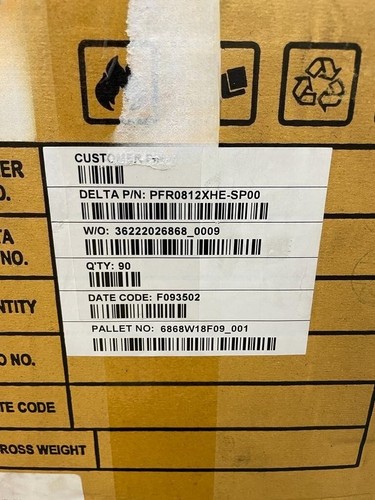 CUSTOMER
DELTA P/N: PFR0812XHE-SP00
W/O: 36222026868_0009
Q'TY: 90
DATE CODE: F093502
PALLET NO: 6868W18F09_001
ER
O.
TA
NO.
NTITY
O NO.
TE CODE
ROSS WEIGHT